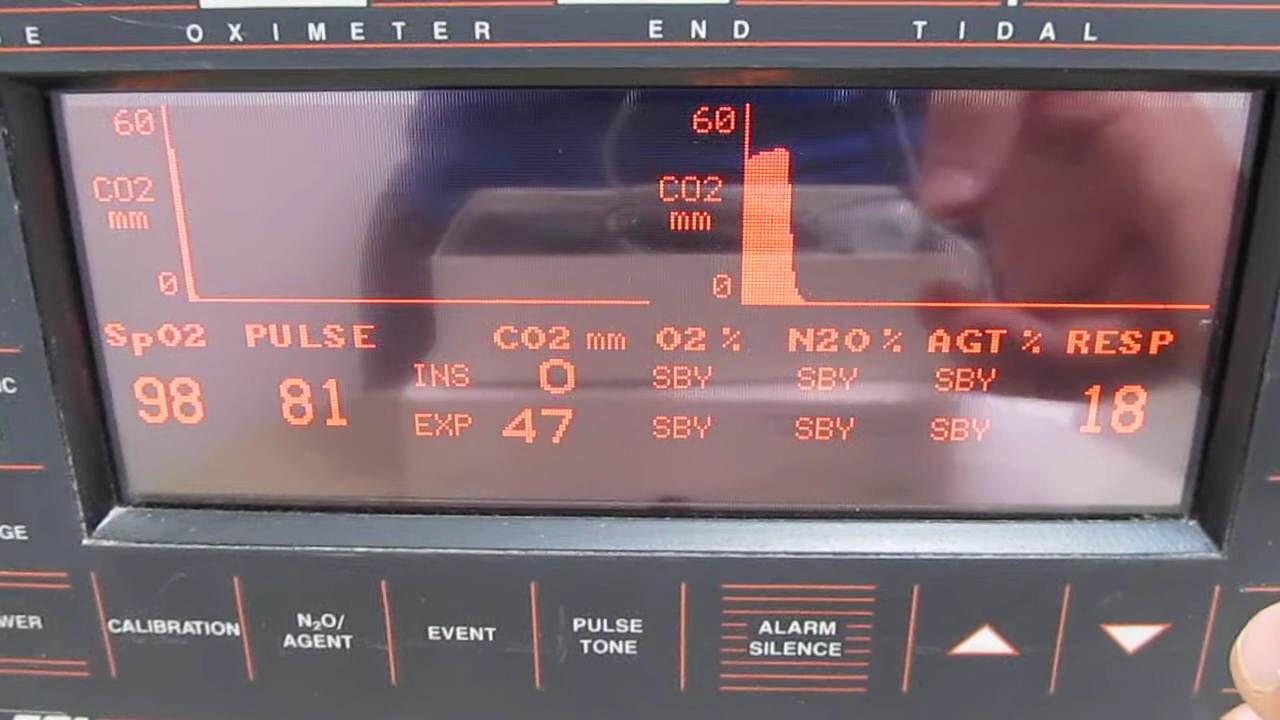 E OXIMETER END TIDAL
60 60
CO2 CO2
mm mm
0 0
SpO2 PULSE CO2 mm O2 % N2O % AGT % RESP
INS 0 SBY SBY SBY
98 81 18
EXP 47 SBY SBY SBY
CALIBRATION
N₂O/
AGENT
EVENT
PULSE
TONE
ALARM
SILENCE